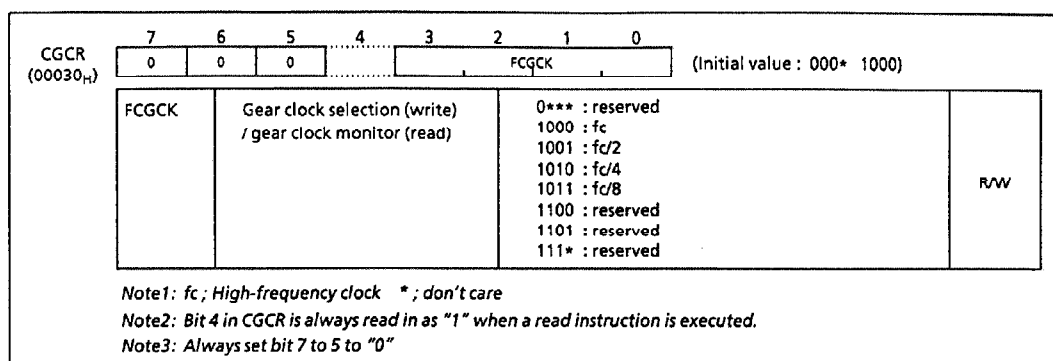 7 6 5 4 3 2 1 0
CGCR
(00030H)
0 0 0 FCGCK (Initial value : 000* 1000)
FCGCK Gear clock selection (write)
/ gear clock monitor (read)
0*** : reserved
1000 : fc
1001 : fc/2
1010 : fc/4
1011 : fc/8
1100 : reserved
1101 : reserved
111* : reserved
R/W
Note1: fc ; High-frequency clock * ; don't care
Note2: Bit 4 in CGCR is always read in as "1" when a read instruction is executed.
Note3: Always set bit 7 to 5 to "0"